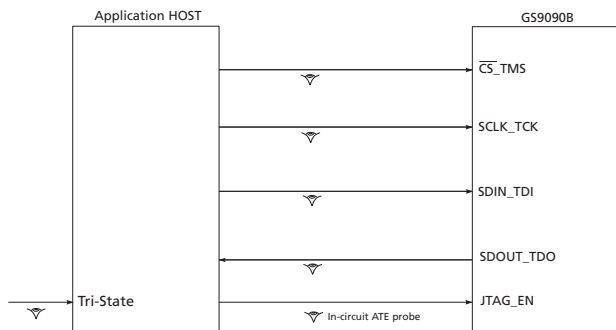 Application HOST
GS9090B
CS_TMS
SCLK_TCK
SDIN_TDI
SDOUT_TDO
Tri-State
JTAG_EN
In-circuit ATE probe